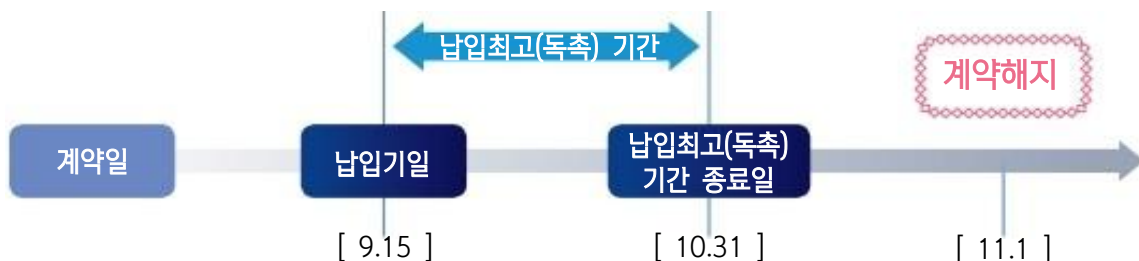 납입최고(독촉) 기간
계약해지
계약일
납입기일
납입최고(독촉)
기간 종료일
[ 9.15 ]
[ 10.31 ]
[ 11.1 ]